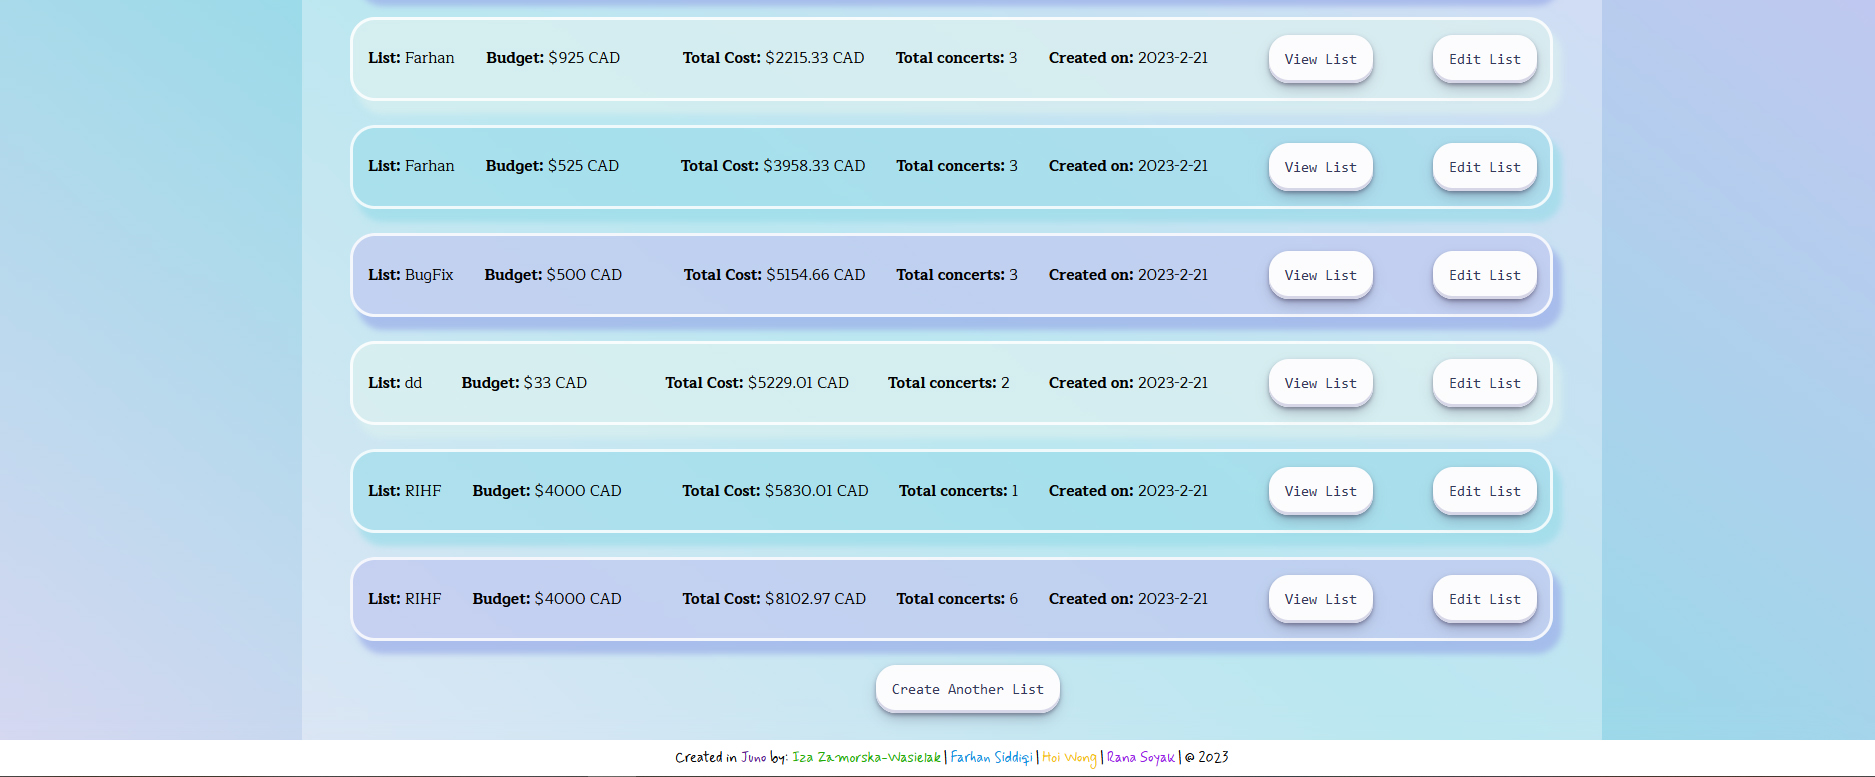 List: Farhan Budget: $925 CAD Total Cost: $2215.33 CAD Total concerts: 3 Created on: 2023-2-21 View List Edit List
List: Farhan Budget: $525 CAD Total Cost: $3958.33 CAD Total concerts: 3 Created on: 2023-2-21 View List Edit List
List: BugFix Budget: $500 CAD Total Cost: $5154.66 CAD Total concerts: 3 Created on: 2023-2-21 View List Edit List
List: dd Budget: $33 CAD Total Cost: $5229.01 CAD Total concerts: 2 Created on: 2023-2-21 View List Edit List
List: RIHF Budget: $4000 CAD Total Cost: $5830.01 CAD Total concerts: 1 Created on: 2023-2-21 View List Edit List
List: RIHF Budget: $4000 CAD Total Cost: $8102.97 CAD Total concerts: 6 Created on: 2023-2-21 View List Edit List
Create Another List
Created in Juno by: Iza Zamorska-Wasielak | Farhan Siddiqi | Hoi Wong | Rana Soyak | @ 2023